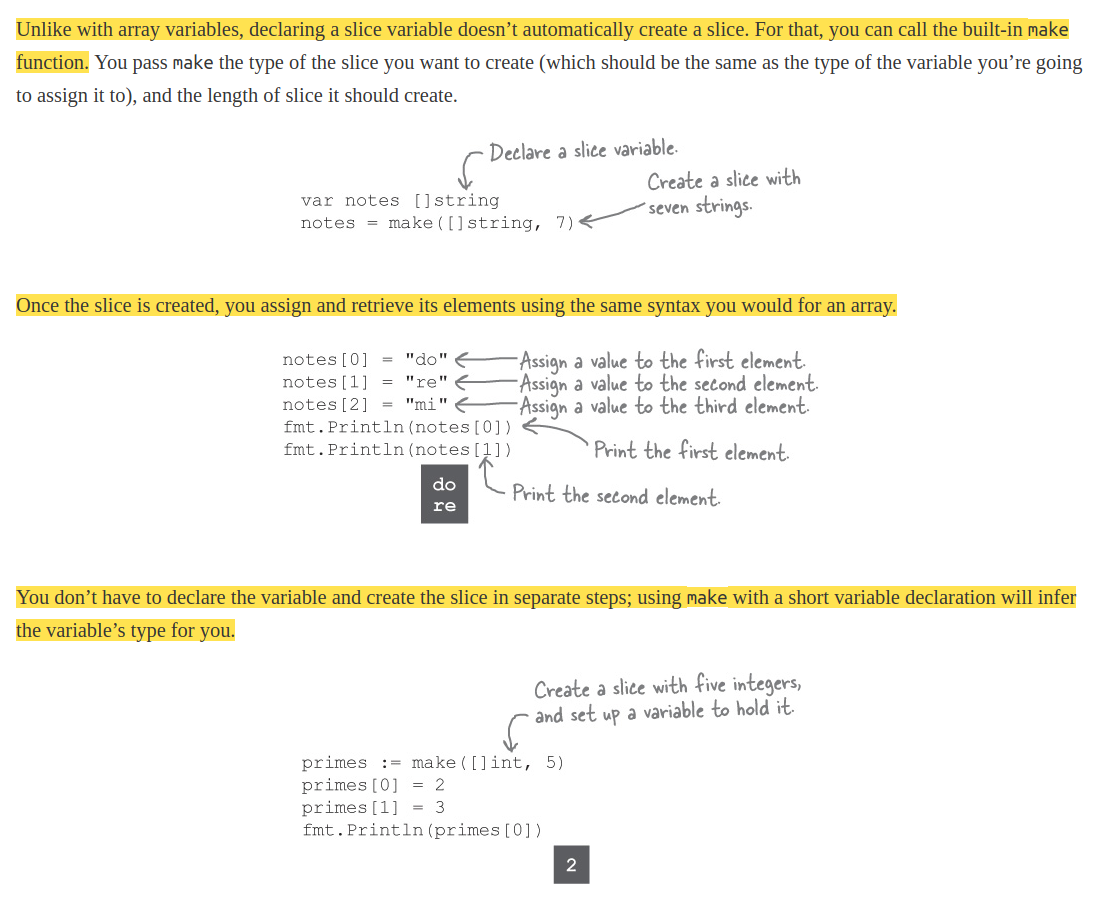 Unlike with array variables, declaring a slice variable doesn’t automatically create a slice. For that, you can call the built-in make
function. You pass make the type of the slice you want to create (which should be the same as the type of the variable you’re going
to assign it to), and the length of slice it should create.
Declare a slice variable.
Create a slice with
seven strings.
var notes []string
notes = make([]string, 7)
Once the slice is created, you assign and retrieve its elements using the same syntax you would for an array.
notes[0] = "do" Assign a value to the first element.
notes[1] = "re" Assign a value to the second element.
notes[2] = "mi" Assign a value to the third element.
fmt.Println(notes[0])
fmt.Println(notes[1]) Print the first element.
do
re
Print the second element.
You don’t have to declare the variable and create the slice in separate steps; using make with a short variable declaration will infer
the variable’s type for you.
Create a slice with five integers,
and set up a variable to hold it.
primes := make([]int, 5)
primes[0] = 2
primes[1] = 3
fmt.Println(primes[0])
2